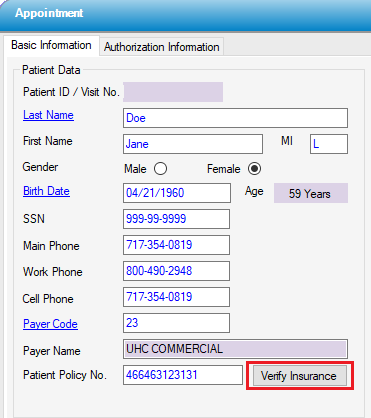 Appointment
Basic Information Authorization Information
Patient Data
Patient ID / Visit No.
Last Name Doe
First Name Jane MI L
Gender Male Female
Birth Date 04/21/1960 Age 59 Years
SSN 999-99-9999
Main Phone 717-354-0819
Work Phone 800-490-2948
Cell Phone 717-354-0819
Payer Code 23
Payer Name UHC COMMERCIAL
Patient Policy No. 466463123131 Verify Insurance